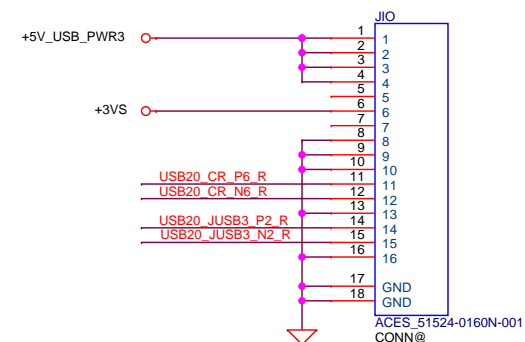 JIO
+5V_USB_PWR3
1 1
2 2
3 3
4 4
5 5
+3VS
6 6
7 7
8 8
9 9
10 10
USB20_CR_P6_R 11 11
USB20_CR_N6_R 12 12
13 13
USB20_JUSB3_P2_R 14 14
USB20_JUSB3_N2_R 15 15
16 16
17 GND
18 GND
ACES_51524-0160N-001
CONN@